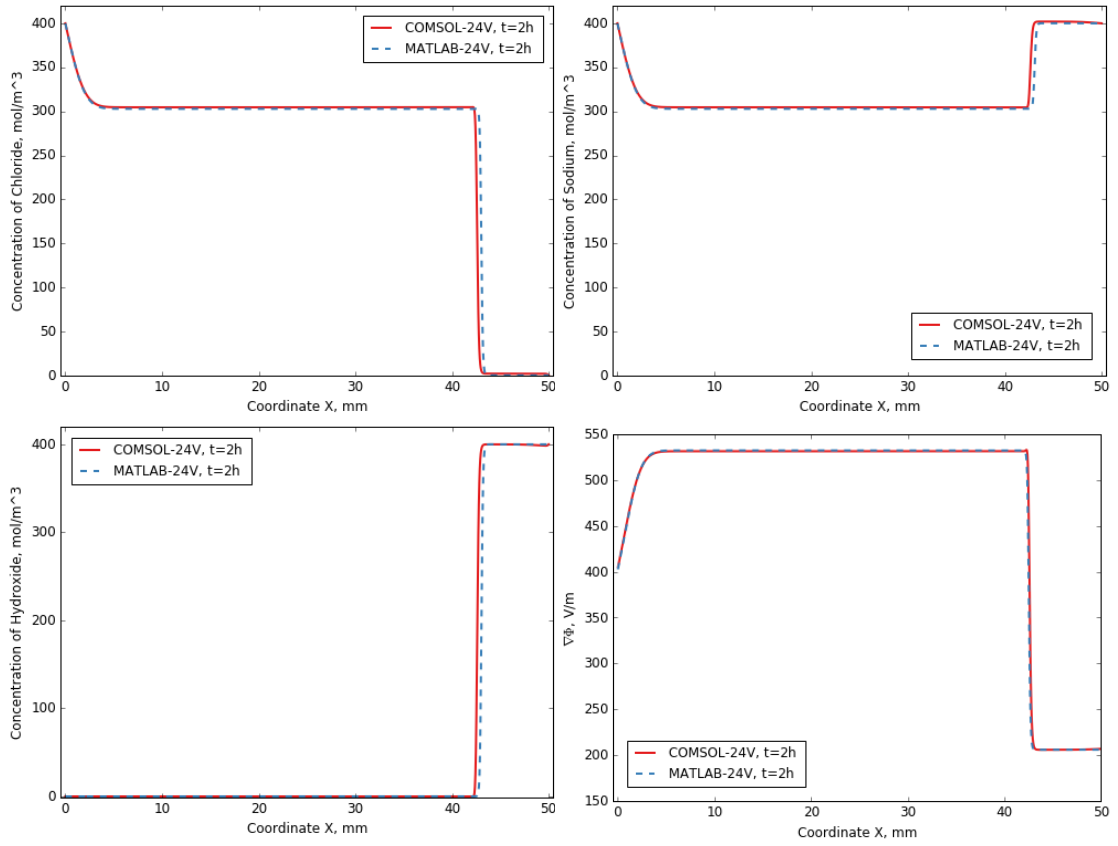 Concentration of Chloride, mol/m^3
400
350
300
250
200
150
100
50
0
COMSOL-24V, t=2h
MATLAB-24V, t=2h
0 10 20 30 40 50
Coordinate X, mm
Concentration of Sodium, mol/m^3
400
350
300
250
200
150
100
50
0
COMSOL-24V, t=2h
MATLAB-24V, t=2h
0 10 20 30 40 50
Coordinate X, mm
Concentration of Hydroxide, mol/m^3
400
300
200
100
0
COMSOL-24V, t=2h
MATLAB-24V, t=2h
0 10 20 30 40 50
Coordinate X, mm
∇Φ, V/m
550
500
450
400
350
300
250
200
150
COMSOL-24V, t=2h
MATLAB-24V, t=2h
0 10 20 30 40 50
Coordinate X, mm